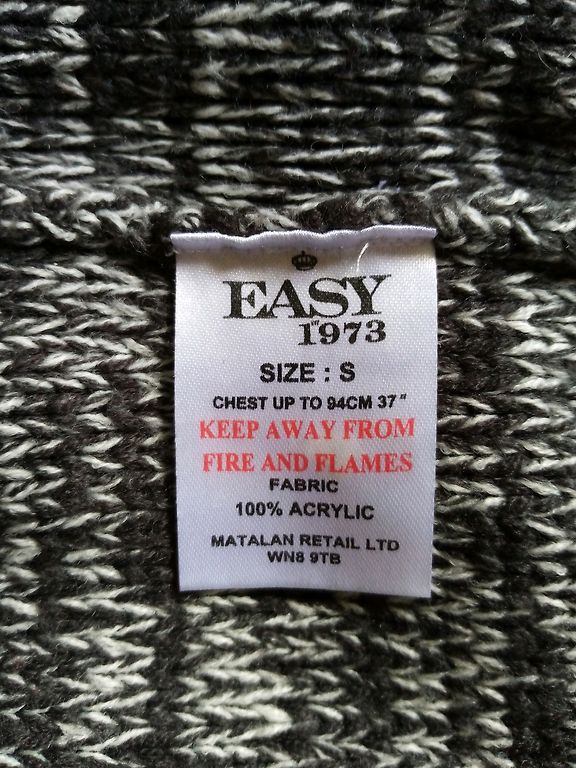 EASY
1973
SIZE : S
CHEST UP TO 94CM 37"
KEEP AWAY FROM
FIRE AND FLAMES
FABRIC
100% ACRYLIC
MATALAN RETAIL LTD
WN8 9TB